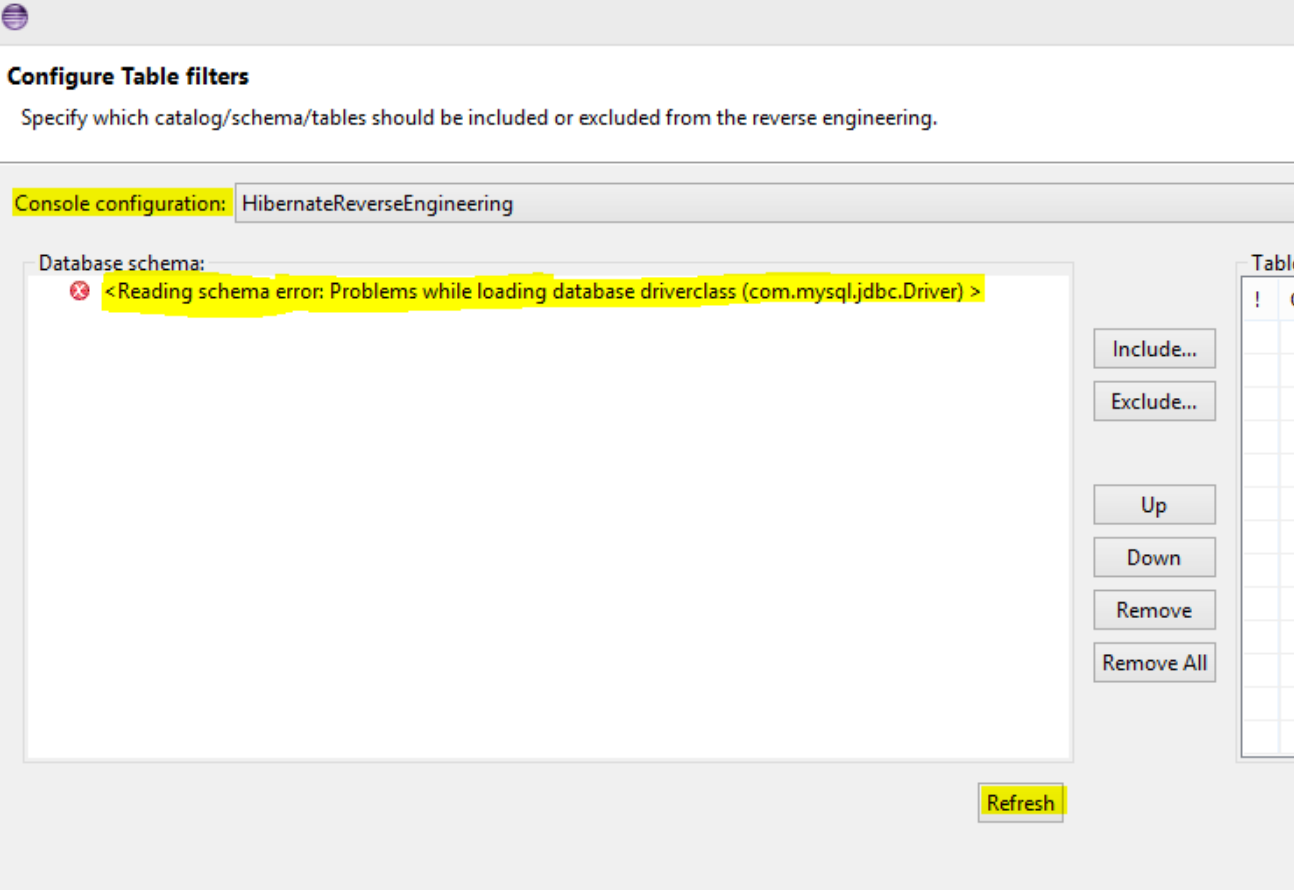 Configure Table filters
Specify which catalog/schema/tables should be included or excluded from the reverse engineering.
Console configuration: HibernateReverseEngineering
Database schema:
<Reading schema error: Problems while loading database driverclass (com.mysql.jdbc.Driver) >
!
Include...
Exclude...
Up
Down
Remove
Remove All
Refresh